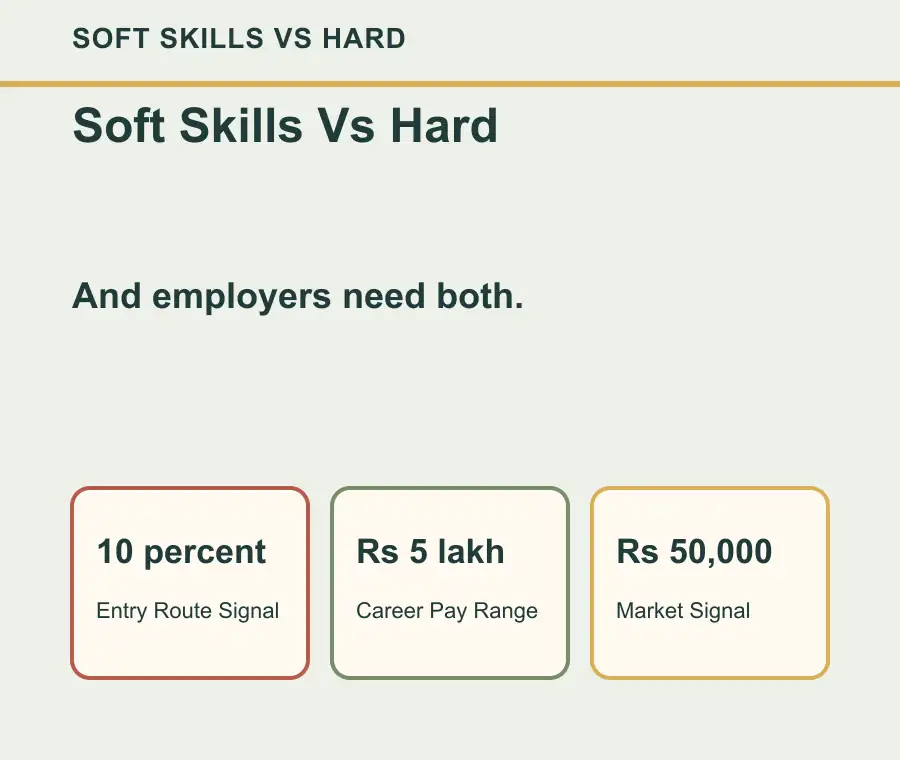 SOFT SKILLS VS HARD
Soft Skills Vs Hard
And employers need both.
10 percent
Entry Route Signal
Rs 5 lakh
Career Pay Range
Rs 50,000
Market Signal